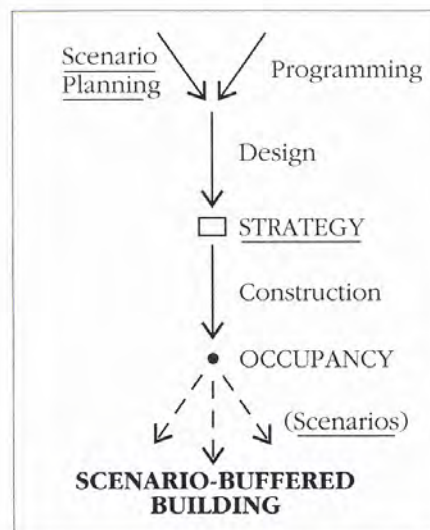 Scenario
Planning
Programming
Design
STRATEGY
Construction
OCCUPANCY
(Scenarios)
SCENARIO-BUFFERED
BUILDING